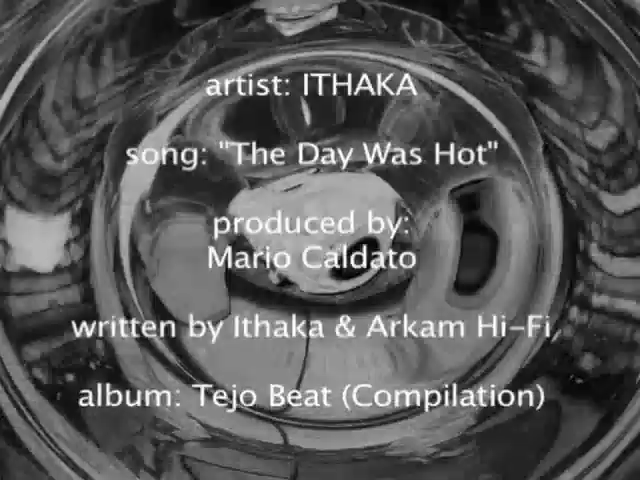 artist: ITHAKA
song: "The Day Was Hot"
produced by:
Mario Caldato
written by Ithaka & Arkam Hi-Fi
album: Tejo Beat (Compilation)